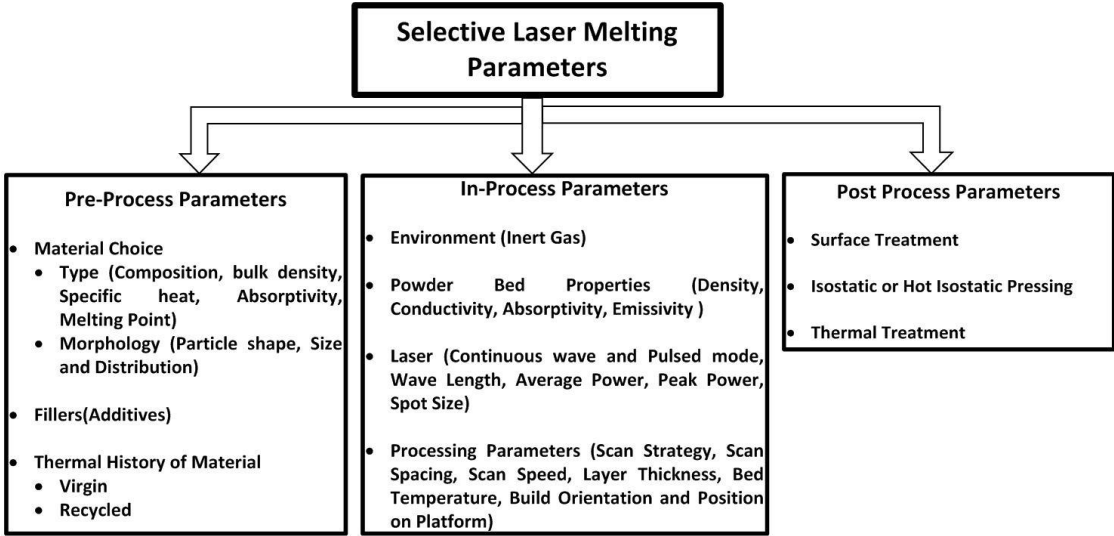 Selective Laser Melting
Parameters
Pre-Process Parameters
• Material Choice
• Type (Composition, bulk density,
Specific heat, Absorptivity,
Melting Point)
• Morphology (Particle shape, Size
and Distribution)
• Fillers(Additives)
• Thermal History of Material
• Virgin
• Recycled
In-Process Parameters
• Environment (Inert Gas)
• Powder Bed Properties (Density,
Conductivity, Absorptivity, Emissivity )
• Laser (Continuous wave and Pulsed mode,
Wave Length, Average Power, Peak Power,
Spot Size)
• Processing Parameters (Scan Strategy, Scan
Spacing, Scan Speed, Layer Thickness, Bed
Temperature, Build Orientation and Position
on Platform)
Post Process Parameters
• Surface Treatment
• Isostatic or Hot Isostatic Pressing
• Thermal Treatment